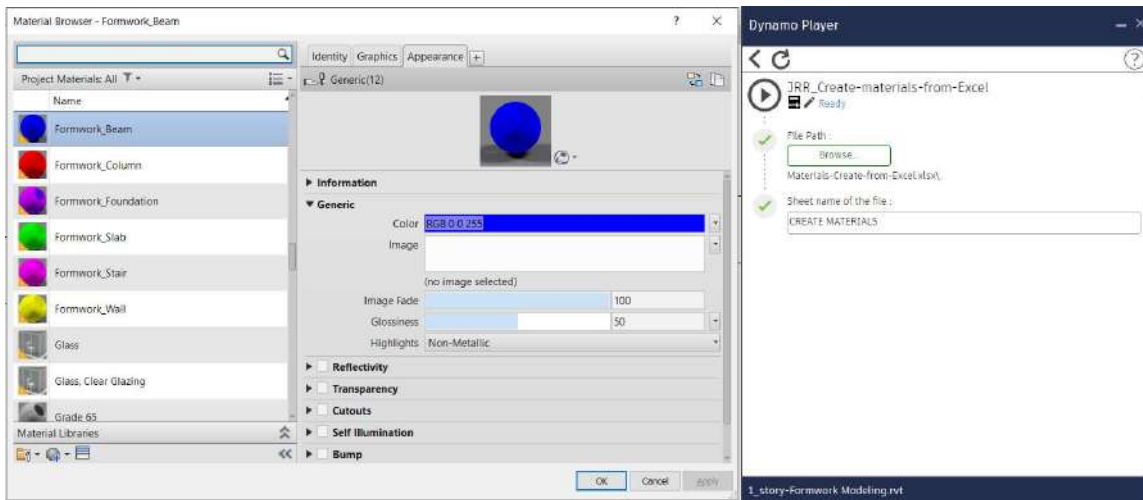 Material Browser - Formwork_Beam
? ×
Project Materials: All
Name
Formwork_Beam
Formwork_Column
Formwork_Foundation
Formwork_Slab
Formwork_Stair
Formwork_Wall
Glass
Glass, Clear Glazing
Grade 65
Material Libraries
Identity Graphics Appearance +
Generic(12)
Information
Generic
Color RGB 0 0 255
Image
(no image selected)
Image Fade 100
Glossiness 50
Highlights Non-Metallic
Reflectivity
Transparency
Cutouts
Self Illumination
Bump
OK Cancel Apply
Dynamo Player
?
JRR_Create-materials-from-Excel
Ready
File Path :
Browse...
Materials-Create-from-Excel.xlsx\,
Sheet name of the file :
CREATE MATERIALS
1_story-Formwork Modeling.rvt